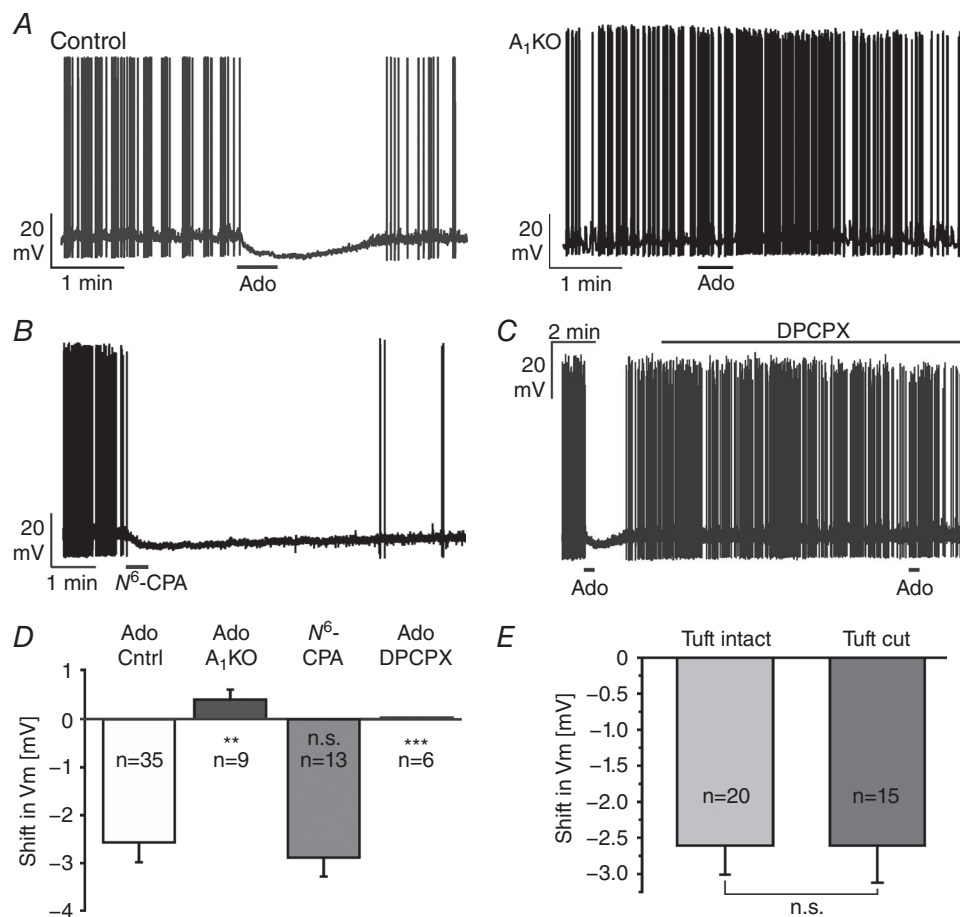 A
Control
20
mV
1 min
Ado
A₁KO
20
mV
1 min
Ado
B
20
mV
1 min
N⁶-CPA
C
2 min
DPCPX
20
mV
Ado
Ado
D
Ado Cntrl
Ado A₁KO
N⁶-CPA
Ado DPCPX
Shift in Vm [mV]
1
0
−1
−2
−3
−4
n=35
**
n=9
n.s.
n=13
***
n=6
E
Tuft intact
Tuft cut
Shift in Vm [mV]
0
−0.5
−1.0
−1.5
−2.0
−2.5
−3.0
n=20
n=15
n.s.